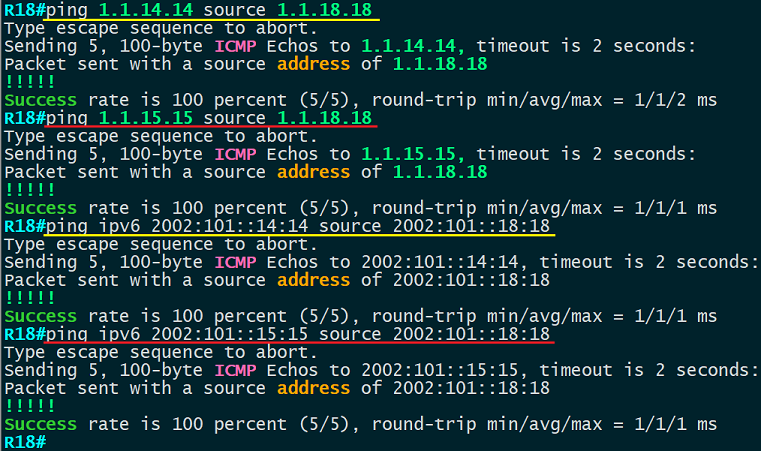 R18#ping 1.1.14.14 source 1.1.18.18
Type escape sequence to abort.
Sending 5, 100-byte ICMP Echos to 1.1.14.14, timeout is 2 seconds:
Packet sent with a source address of 1.1.18.18
!!!!!
Success rate is 100 percent (5/5), round-trip min/avg/max = 1/1/2 ms
R18#ping 1.1.15.15 source 1.1.18.18
Type escape sequence to abort.
Sending 5, 100-byte ICMP Echos to 1.1.15.15, timeout is 2 seconds:
Packet sent with a source address of 1.1.18.18
!!!!!
Success rate is 100 percent (5/5), round-trip min/avg/max = 1/1/1 ms
R18#ping ipv6 2002:101::14:14 source 2002:101::18:18
Type escape sequence to abort.
Sending 5, 100-byte ICMP Echos to 2002:101::14:14, timeout is 2 seconds:
Packet sent with a source address of 2002:101::18:18
!!!!!
Success rate is 100 percent (5/5), round-trip min/avg/max = 1/1/1 ms
R18#ping ipv6 2002:101::15:15 source 2002:101::18:18
Type escape sequence to abort.
Sending 5, 100-byte ICMP Echos to 2002:101::15:15, timeout is 2 seconds:
Packet sent with a source address of 2002:101::18:18
!!!!!
Success rate is 100 percent (5/5), round-trip min/avg/max = 1/1/1 ms
R18#